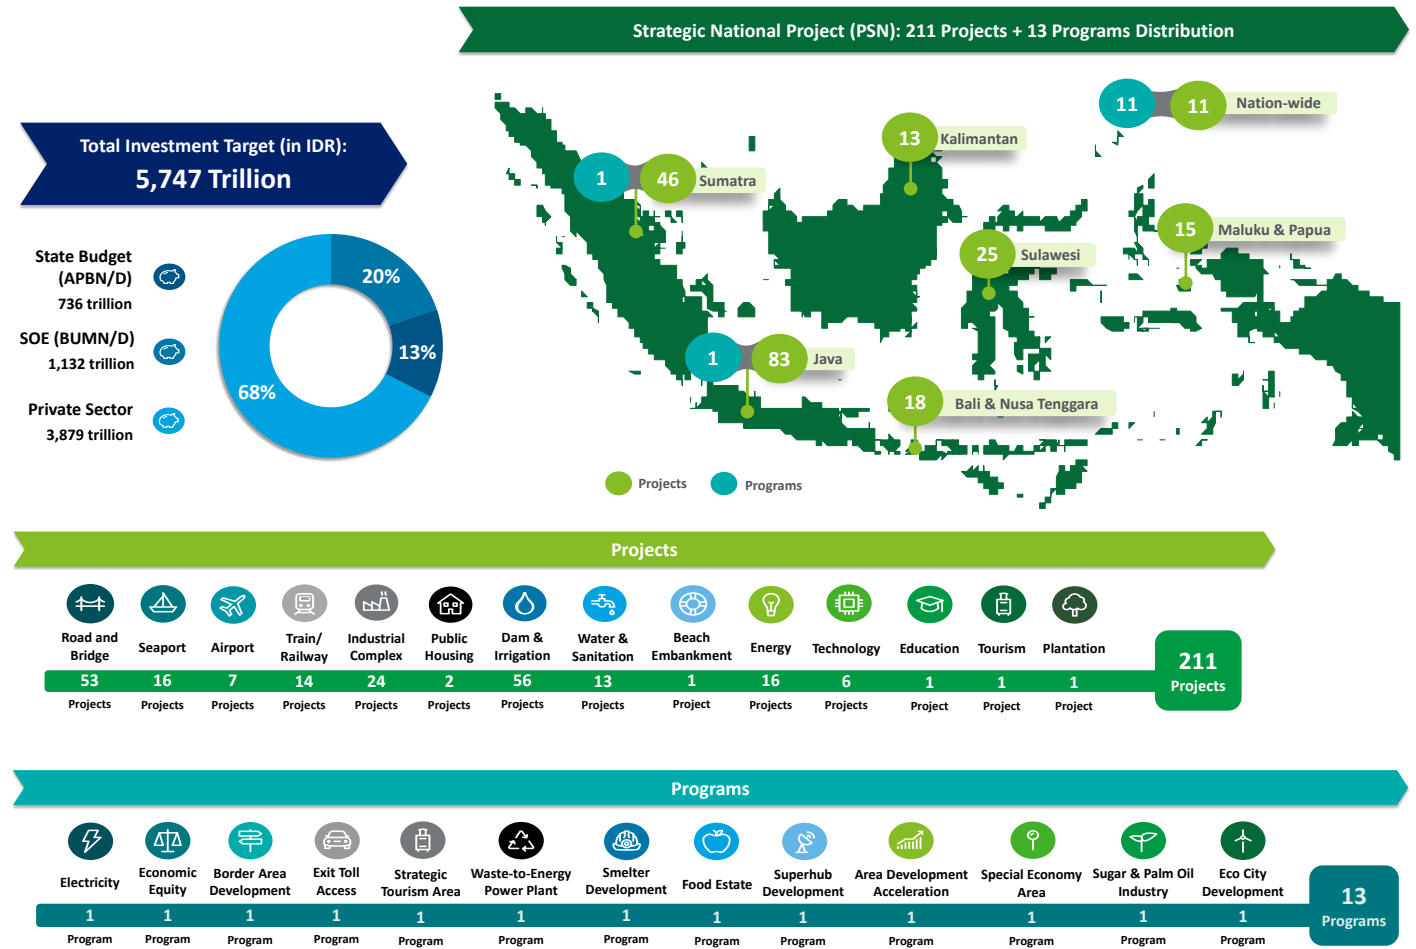 Strategic National Project (PSN): 211 Projects + 13 Programs Distribution
Total Investment Target (in IDR):
5,747 Trillion
State Budget
(APBN/D)
736 trillion
SOE (BUMN/D)
1,132 trillion
Private Sector
3,879 trillion
20%
13%
68%
11
11
Nation-wide
13
Kalimantan
1
46
Sumatra
15
Maluku & Papua
25
Sulawesi
1
83
Java
18
Bali & Nusa Tenggara
Projects
Programs
Projects
Road and
Bridge
Seaport
Airport
Train/
Railway
Industrial
Complex
Public
Housing
Dam &
Irrigation
Water &
Sanitation
Beach
Embankment
Energy
Technology
Education
Tourism
Plantation
53
16
7
14
24
2
56
13
1
16
6
1
1
1
Projects
Projects
Projects
Projects
Projects
Projects
Projects
Projects
Project
Projects
Projects
Project
Project
Project
211
Projects
Programs
Electricity
Economic
Equity
Border Area
Development
Exit Toll
Access
Strategic
Tourism Area
Waste-to-Energy
Power Plant
Smelter
Development
Food Estate
Superhub
Development
Area Development
Acceleration
Special Economy
Area
Sugar & Palm Oil
Industry
Eco City
Development
1
1
1
1
1
1
1
1
1
1
1
1
1
Program
Program
Program
Program
Program
Program
Program
Program
Program
Program
Program
Program
Program
13
Programs